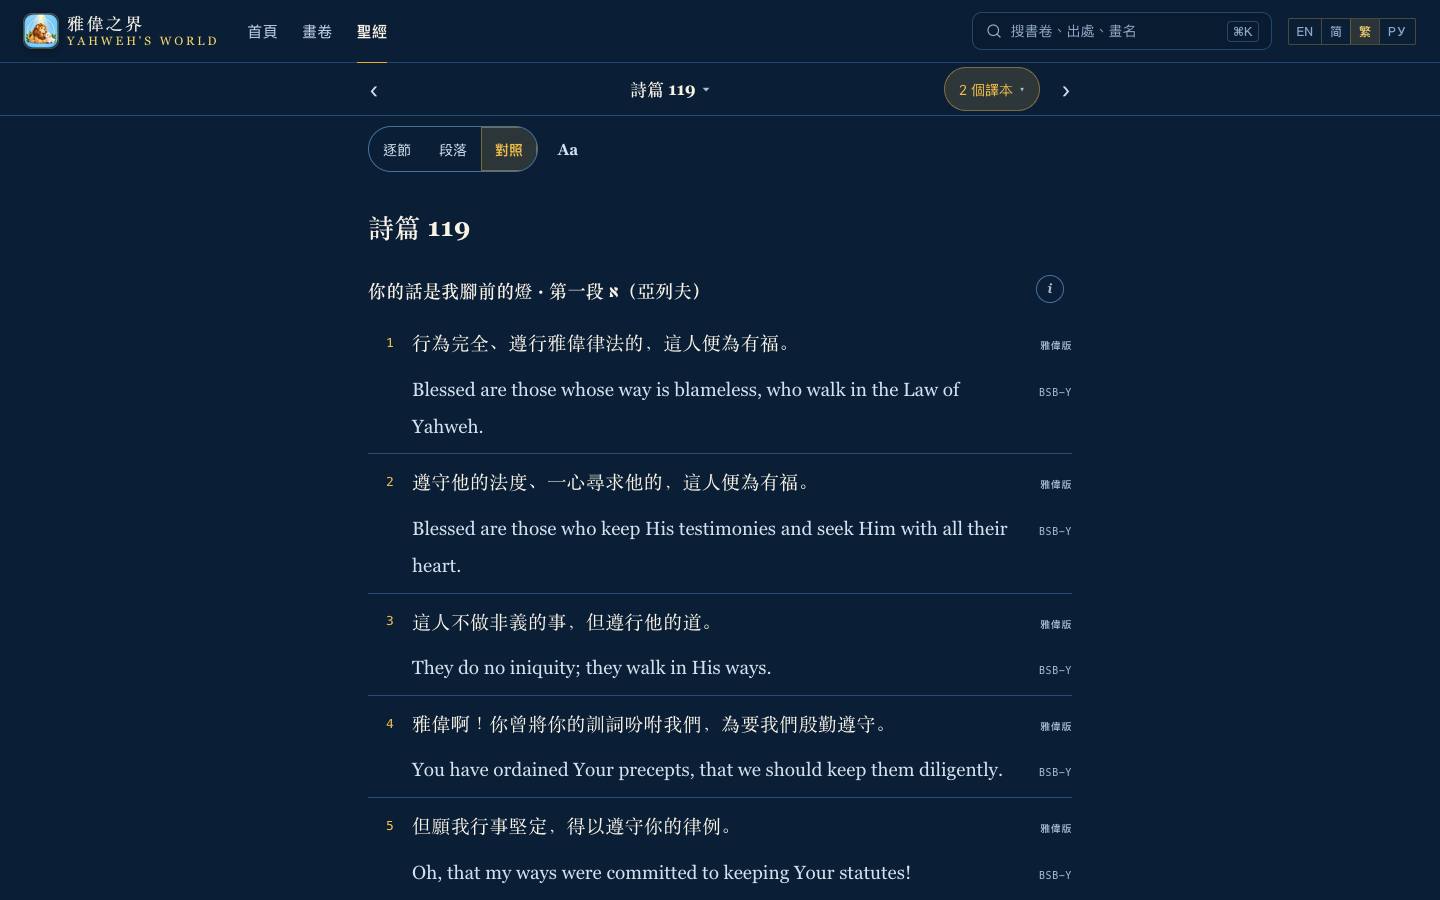 雅偉之界
YAHWEH'S WORLD
首頁
畫卷
聖經
搜書卷、出處、畫名
⌘K
EN
简
繁
РУ
‹
詩篇 119
2 個譯本
›
逐節
段落
對照
Aa
詩篇 119
你的話是我腳前的燈・第一段 א（亞列夫）
i
1 行為完全、遵行雅偉律法的，這人便為有福。 雅偉版
Blessed are those whose way is blameless, who walk in the Law of BSB-Y
Yahweh.
2 遵守他的法度、一心尋求他的，這人便為有福。 雅偉版
Blessed are those who keep His testimonies and seek Him with all their BSB-Y
heart.
3 這人不做非義的事，但遵行他的道。 雅偉版
They do no iniquity; they walk in His ways. BSB-Y
4 雅偉啊！你曾將你的訓詞吩咐我們，為要我們殷勤遵守。 雅偉版
You have ordained Your precepts, that we should keep them diligently. BSB-Y
5 但願我行事堅定，得以遵守你的律例。 雅偉版
Oh, that my ways were committed to keeping Your statutes! BSB-Y